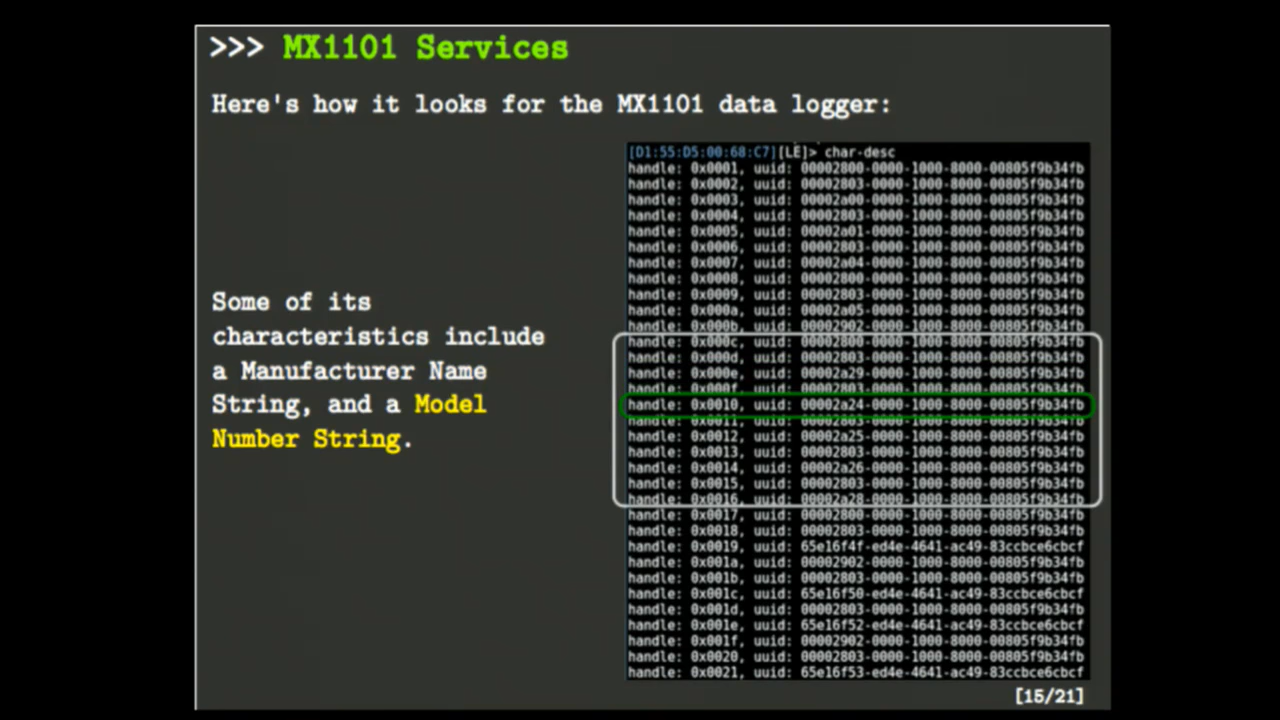 >>> MX1101 Services
Here's how it looks for the MX1101 data logger:
Some of its
characteristics include
a Manufacturer Name
String, and a Model
Number String.
[D1:55:D5:00:68:C7][LE]> char-desc
handle: 0x0001, uuid: 00002800-0000-1000-8000-00805f9b34fb
handle: 0x0002, uuid: 00002803-0000-1000-8000-00805f9b34fb
handle: 0x0003, uuid: 00002a00-0000-1000-8000-00805f9b34fb
handle: 0x0004, uuid: 00002803-0000-1000-8000-00805f9b34fb
handle: 0x0005, uuid: 00002a01-0000-1000-8000-00805f9b34fb
handle: 0x0006, uuid: 00002803-0000-1000-8000-00805f9b34fb
handle: 0x0007, uuid: 00002a04-0000-1000-8000-00805f9b34fb
handle: 0x0008, uuid: 00002800-0000-1000-8000-00805f9b34fb
handle: 0x0009, uuid: 00002803-0000-1000-8000-00805f9b34fb
handle: 0x000a, uuid: 00002a05-0000-1000-8000-00805f9b34fb
handle: 0x000b, uuid: 00002902-0000-1000-8000-00805f9b34fb
handle: 0x000c, uuid: 00002800-0000-1000-8000-00805f9b34fb
handle: 0x000d, uuid: 00002803-0000-1000-8000-00805f9b34fb
handle: 0x000e, uuid: 00002a29-0000-1000-8000-00805f9b34fb
handle: 0x000f, uuid: 00002803-0000-1000-8000-00805f9b34fb
handle: 0x0010, uuid: 00002a24-0000-1000-8000-00805f9b34fb
handle: 0x0011, uuid: 00002803-0000-1000-8000-00805f9b34fb
handle: 0x0012, uuid: 00002a25-0000-1000-8000-00805f9b34fb
handle: 0x0013, uuid: 00002803-0000-1000-8000-00805f9b34fb
handle: 0x0014, uuid: 00002a26-0000-1000-8000-00805f9b34fb
handle: 0x0015, uuid: 00002803-0000-1000-8000-00805f9b34fb
handle: 0x0016, uuid: 00002a28-0000-1000-8000-00805f9b34fb
handle: 0x0017, uuid: 00002800-0000-1000-8000-00805f9b34fb
handle: 0x0018, uuid: 00002803-0000-1000-8000-00805f9b34fb
handle: 0x0019, uuid: 65e16f4f-ed4e-4641-ac49-83ccbce6cbcf
handle: 0x001a, uuid: 00002902-0000-1000-8000-00805f9b34fb
handle: 0x001b, uuid: 00002803-0000-1000-8000-00805f9b34fb
handle: 0x001c, uuid: 65e16f50-ed4e-4641-ac49-83ccbce6cbcf
handle: 0x001d, uuid: 00002803-0000-1000-8000-00805f9b34fb
handle: 0x001e, uuid: 65e16f52-ed4e-4641-ac49-83ccbce6cbcf
handle: 0x001f, uuid: 00002902-0000-1000-8000-00805f9b34fb
handle: 0x0020, uuid: 00002803-0000-1000-8000-00805f9b34fb
handle: 0x0021, uuid: 65e16f53-ed4e-4641-ac49-83ccbce6cbcf
[15/21]